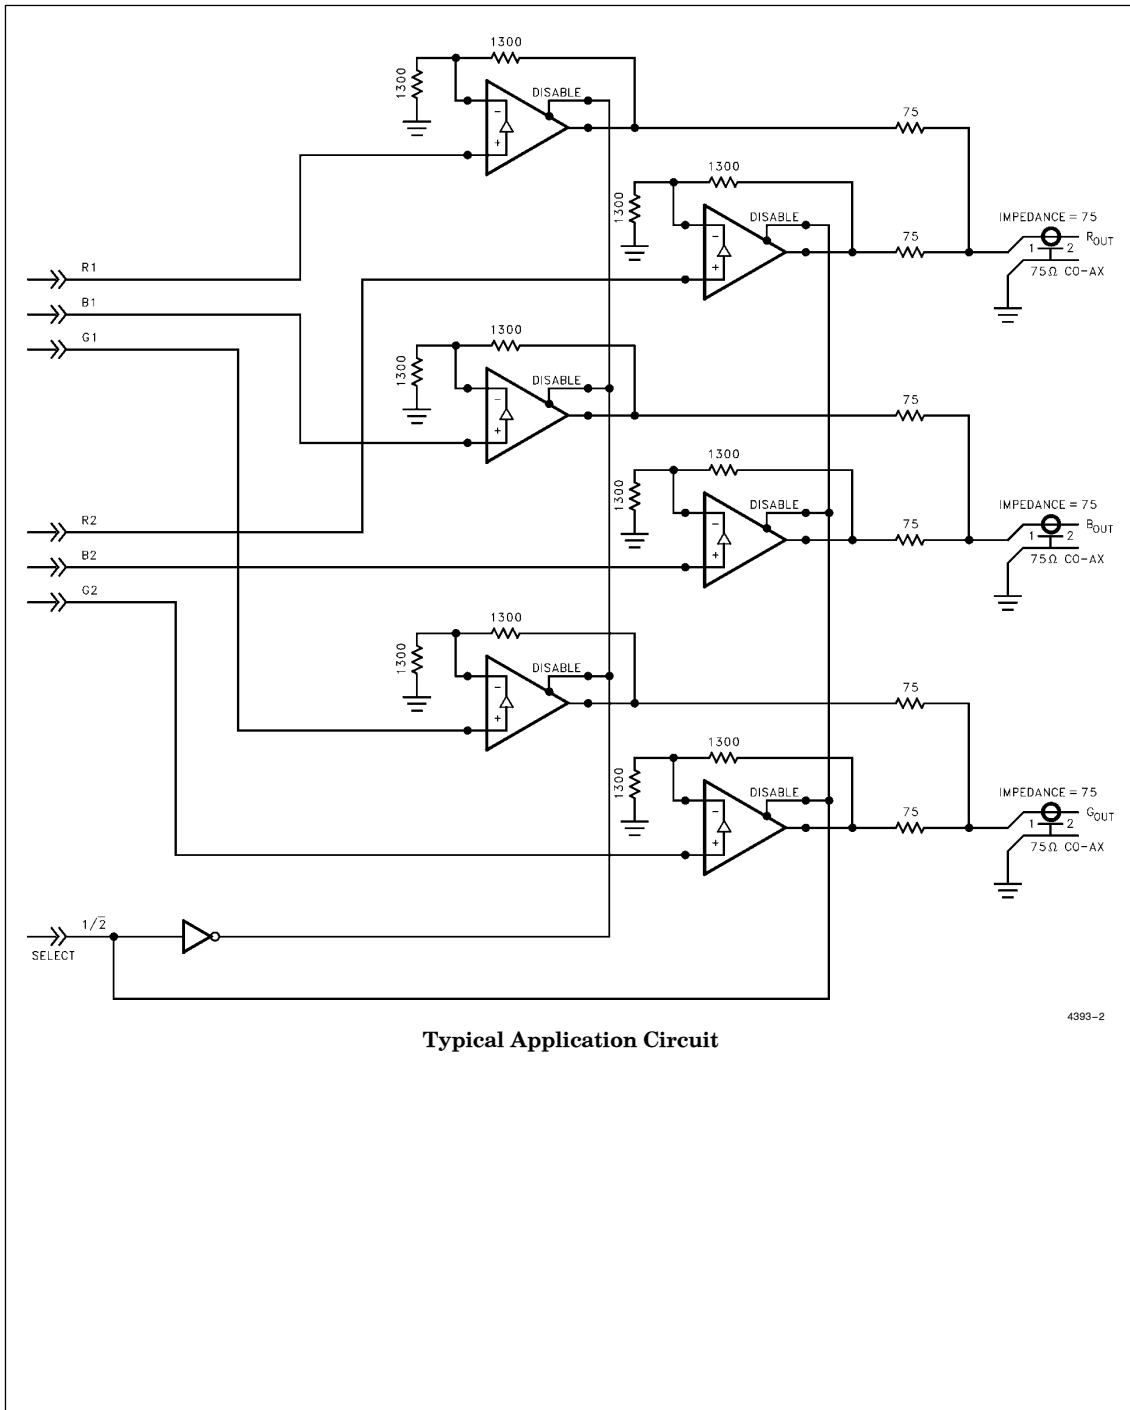 1300
1300
DISABLE
-
+
75
1300
1300
DISABLE
-
+
75
IMPEDANCE = 75
R_OUT
1 2
75Ω CO-AX
R1
B1
G1
1300
1300
DISABLE
-
+
75
1300
1300
DISABLE
-
+
75
IMPEDANCE = 75
B_OUT
1 2
75Ω CO-AX
R2
B2
G2
1300
1300
DISABLE
-
+
75
1300
1300
DISABLE
-
+
75
IMPEDANCE = 75
G_OUT
1 2
75Ω CO-AX
1/2̅
SELECT
4393-2
Typical Application Circuit